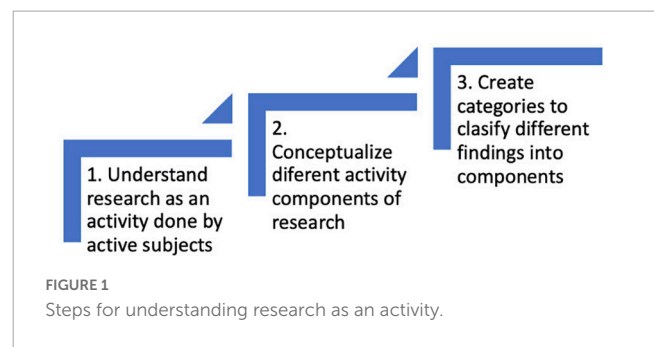 1. Understand
research as an
activity done by
active subjects
2.
Conceptualize
diferent activity
components of
research
3. Create
categories to
clasify different
findings into
components
FIGURE 1
Steps for understanding research as an activity.